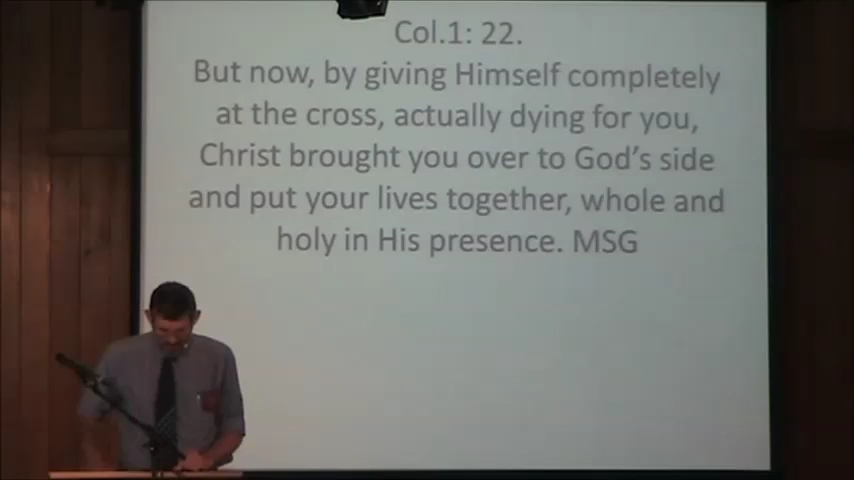 Col.1: 22.
But now, by giving Himself completely
at the cross, actually dying for you,
Christ brought you over to God's side
and put your lives together, whole and
holy in His presence. MSG